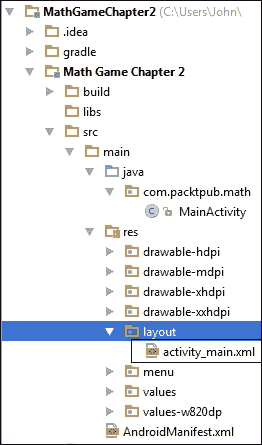 MathGameChapter2 (C:\Users\John\
.idea
gradle
Math Game Chapter 2
build
libs
src
main
java
com.packtpub.math
MainActivity
res
drawable-hdpi
drawable-mdpi
drawable-xhdpi
drawable-xxhdpi
layout
activity_main.xml
menu
values
values-w820dp
AndroidManifest.xml